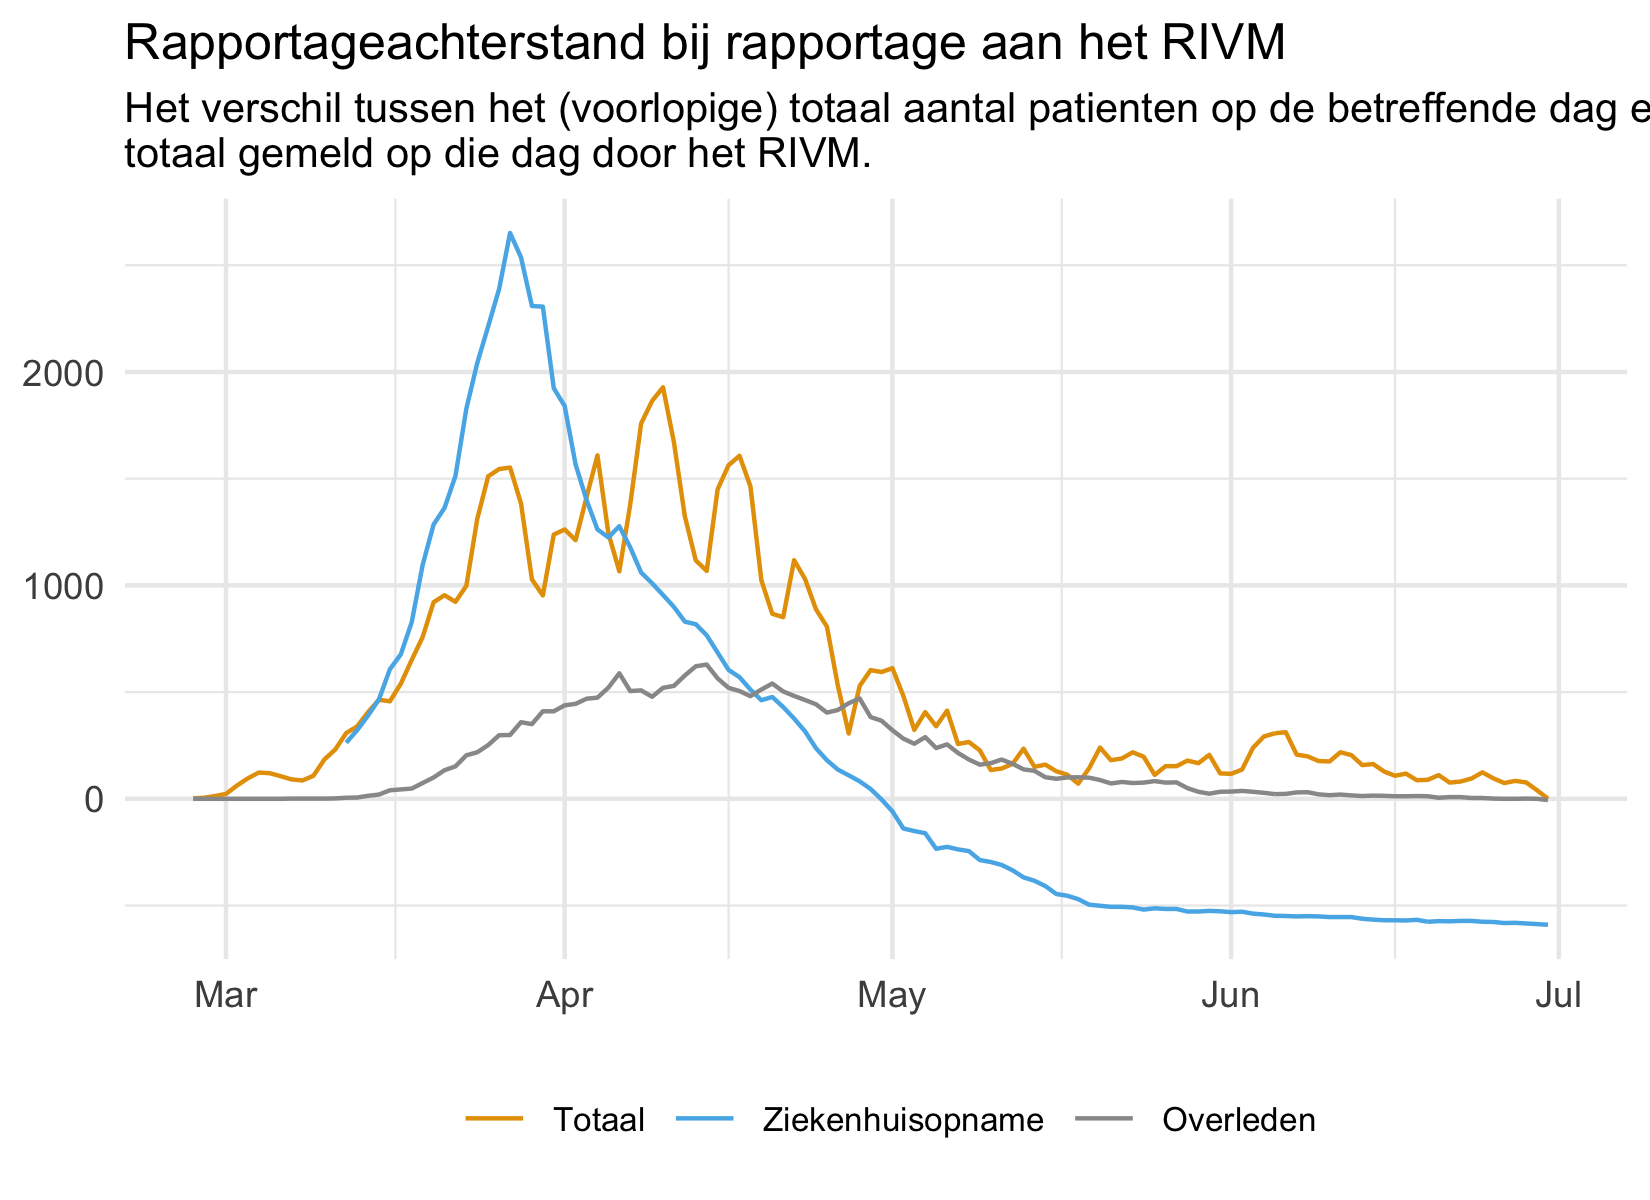 Rapportageachterstand bij rapportage aan het RIVM
Het verschil tussen het (voorlopige) totaal aantal patienten op de betreffende dag e
totaal gemeld op die dag door het RIVM.
2000
1000
0
Mar Apr May Jun Jul
Totaal Ziekenhuisopname Overleden